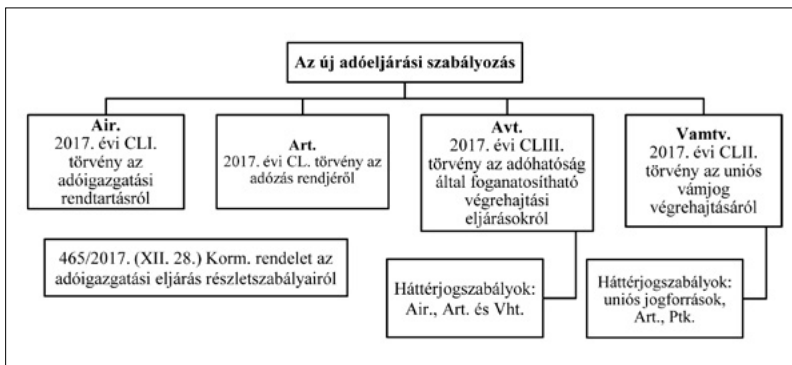 Az új adóeljárási szabályozás
Air.
2017. évi CLI.
törvény az
adóigazgatási
rendtartásról
Art.
2017. évi CL. törvény az
adózás rendjéről
Avt.
2017. évi CLIII.
törvény az adóhatóság
által foganatosítható
végrehajtási
eljárásokról
Vamtv.
2017. évi CLII.
törvény az uniós
vámjog
végrehajtásáról
465/2017. (XII. 28.) Korm. rendelet az
adóigazgatási eljárás részletszabályairól
Háttérjogszabályok:
Air., Art. és Vht.
Háttérjogszabályok:
uniós jogforrások,
Art., Ptk.